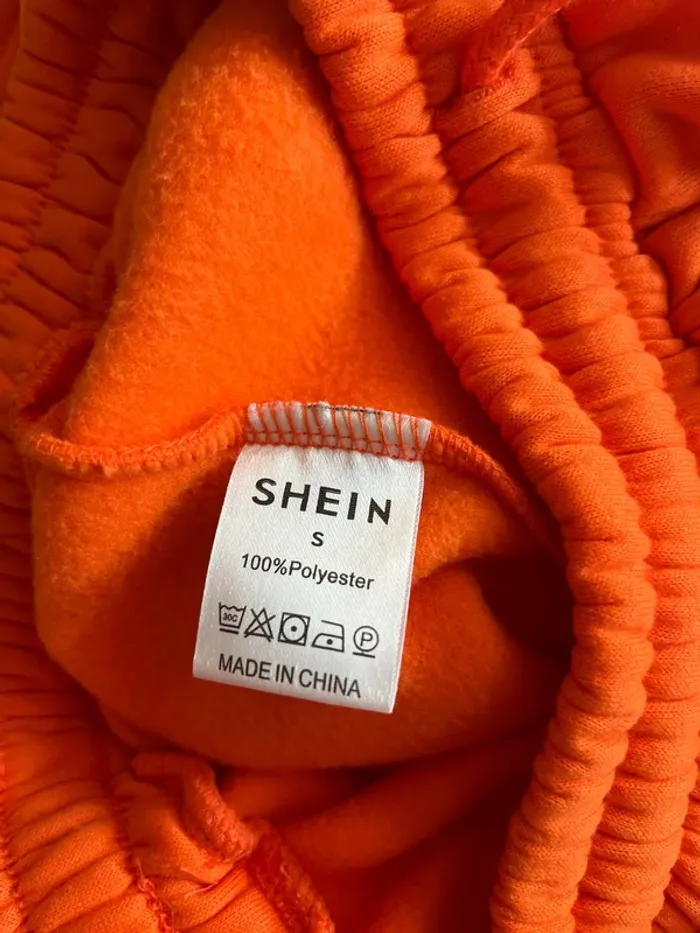 SHEIN
S
100%Polyester
30C P
MADE IN CHINA